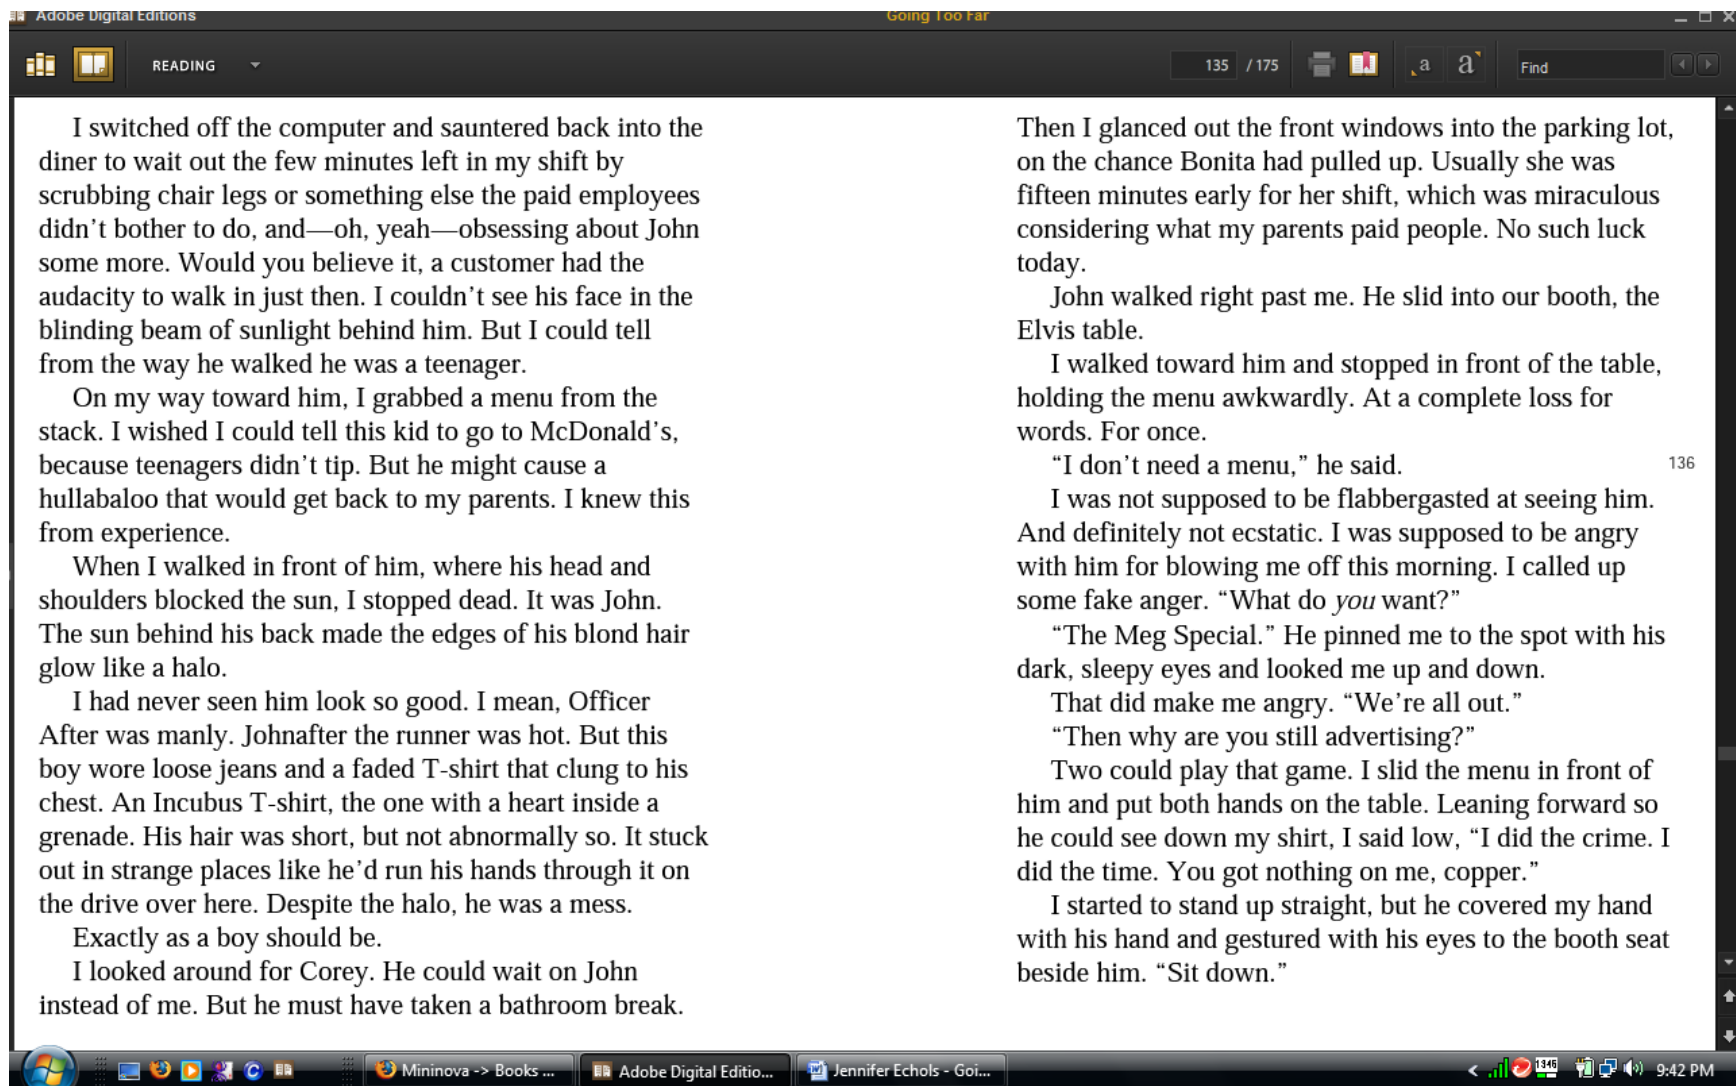 Adobe Digital Editions
Going Too Far
READING
135 / 175
a
a
Find
I switched off the computer and sauntered back into the
diner to wait out the few minutes left in my shift by
scrubbing chair legs or something else the paid employees
didn’t bother to do, and—oh, yeah—obsessing about John
some more. Would you believe it, a customer had the
audacity to walk in just then. I couldn’t see his face in the
blinding beam of sunlight behind him. But I could tell
from the way he walked he was a teenager.
On my way toward him, I grabbed a menu from the
stack. I wished I could tell this kid to go to McDonald’s,
because teenagers didn’t tip. But he might cause a
hullabaloo that would get back to my parents. I knew this
from experience.
When I walked in front of him, where his head and
shoulders blocked the sun, I stopped dead. It was John.
The sun behind his back made the edges of his blond hair
glow like a halo.
I had never seen him look so good. I mean, Officer
After was manly. Johnafter the runner was hot. But this
boy wore loose jeans and a faded T-shirt that clung to his
chest. An Incubus T-shirt, the one with a heart inside a
grenade. His hair was short, but not abnormally so. It stuck
out in strange places like he’d run his hands through it on
the drive over here. Despite the halo, he was a mess.
Exactly as a boy should be.
I looked around for Corey. He could wait on John
instead of me. But he must have taken a bathroom break.
Then I glanced out the front windows into the parking lot,
on the chance Bonita had pulled up. Usually she was
fifteen minutes early for her shift, which was miraculous
considering what my parents paid people. No such luck
today.
John walked right past me. He slid into our booth, the
Elvis table.
I walked toward him and stopped in front of the table,
holding the menu awkwardly. At a complete loss for
words. For once.
“I don’t need a menu,” he said.
136
I was not supposed to be flabbergasted at seeing him.
And definitely not ecstatic. I was supposed to be angry
with him for blowing me off this morning. I called up
some fake anger. “What do you want?”
“The Meg Special.” He pinned me to the spot with his
dark, sleepy eyes and looked me up and down.
That did make me angry. “We’re all out.”
“Then why are you still advertising?”
Two could play that game. I slid the menu in front of
him and put both hands on the table. Leaning forward so
he could see down my shirt, I said low, “I did the crime. I
did the time. You got nothing on me, copper.”
I started to stand up straight, but he covered my hand
with his hand and gestured with his eyes to the booth seat
beside him. “Sit down.”
Mininova -> Books ...
Adobe Digital Editio...
Jennifer Echols - Goi...
1346
9:42 PM